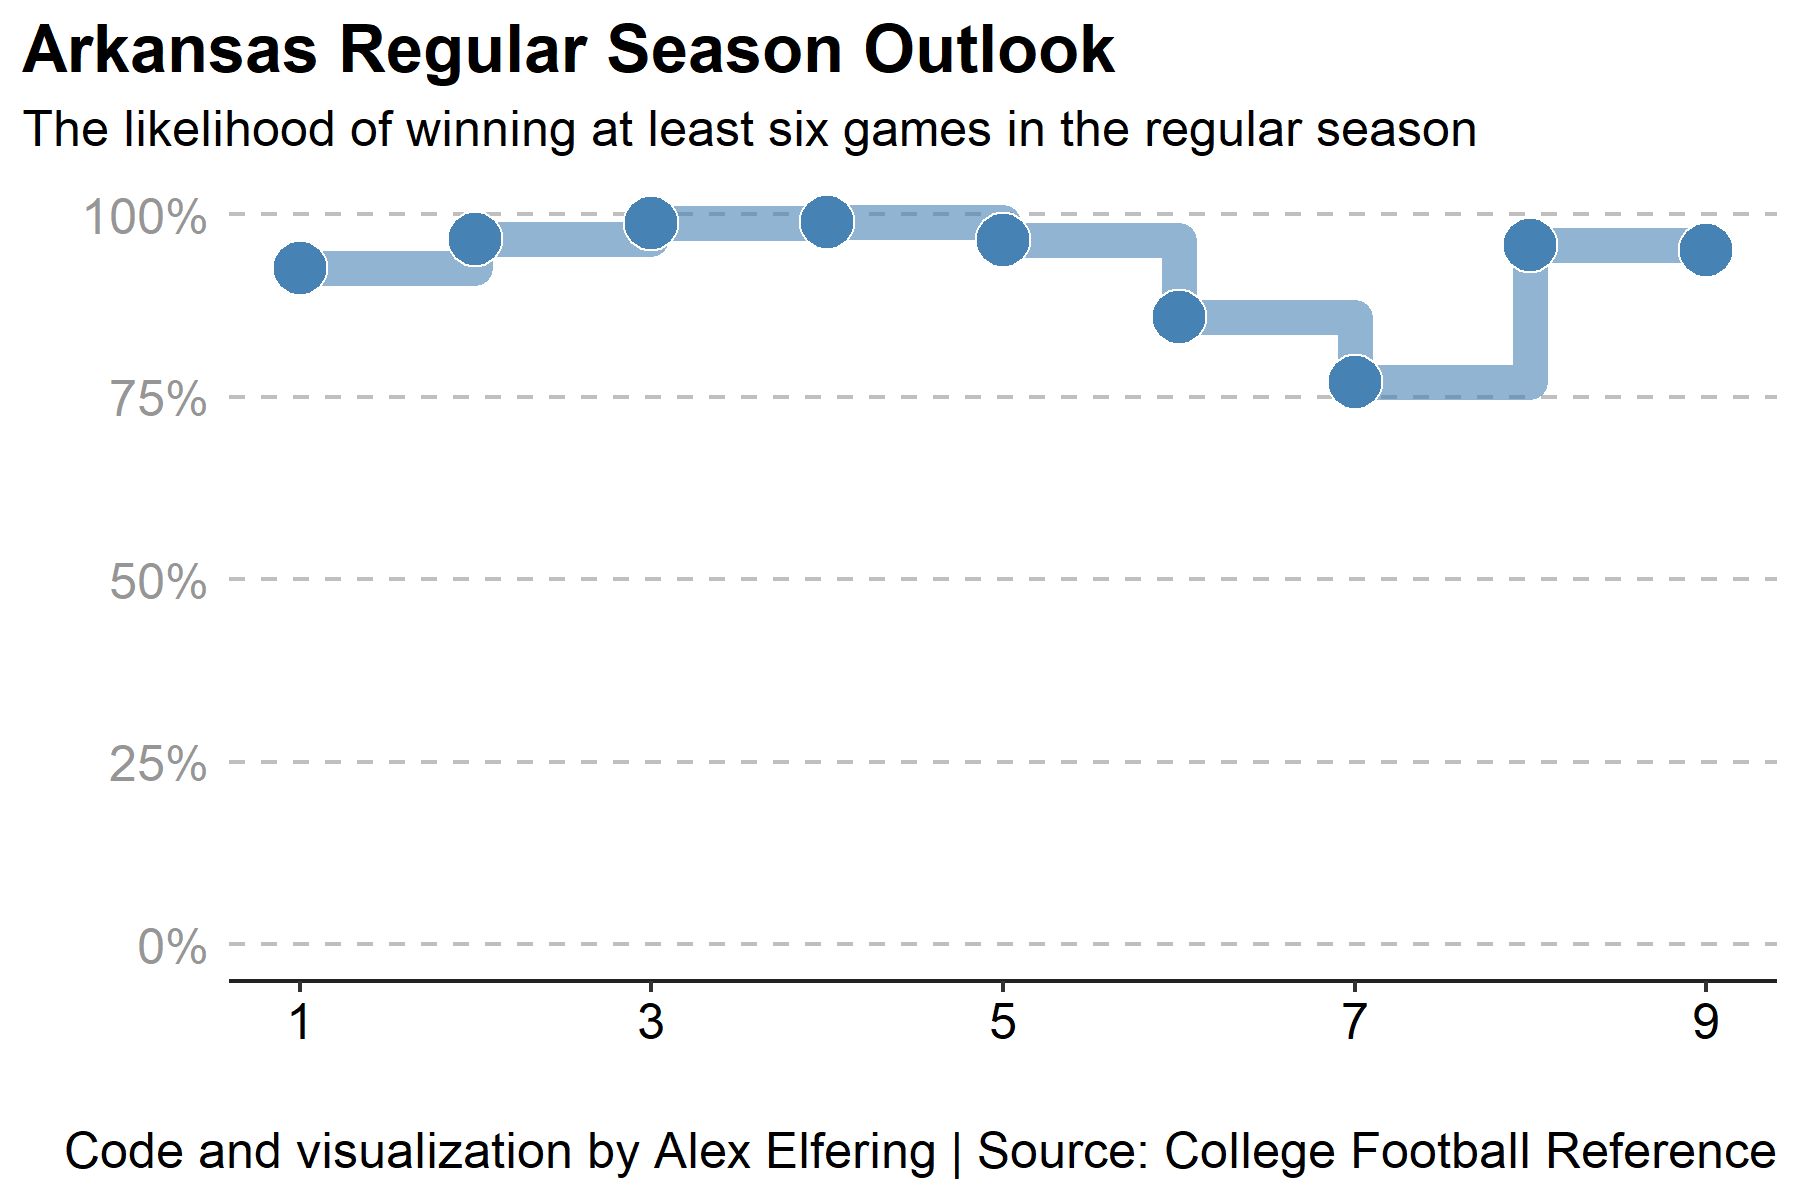 Arkansas Regular Season Outlook
The likelihood of winning at least six games in the regular season
100%
75%
50%
25%
0%
1 3 5 7 9
Code and visualization by Alex Elfering | Source: College Football Reference